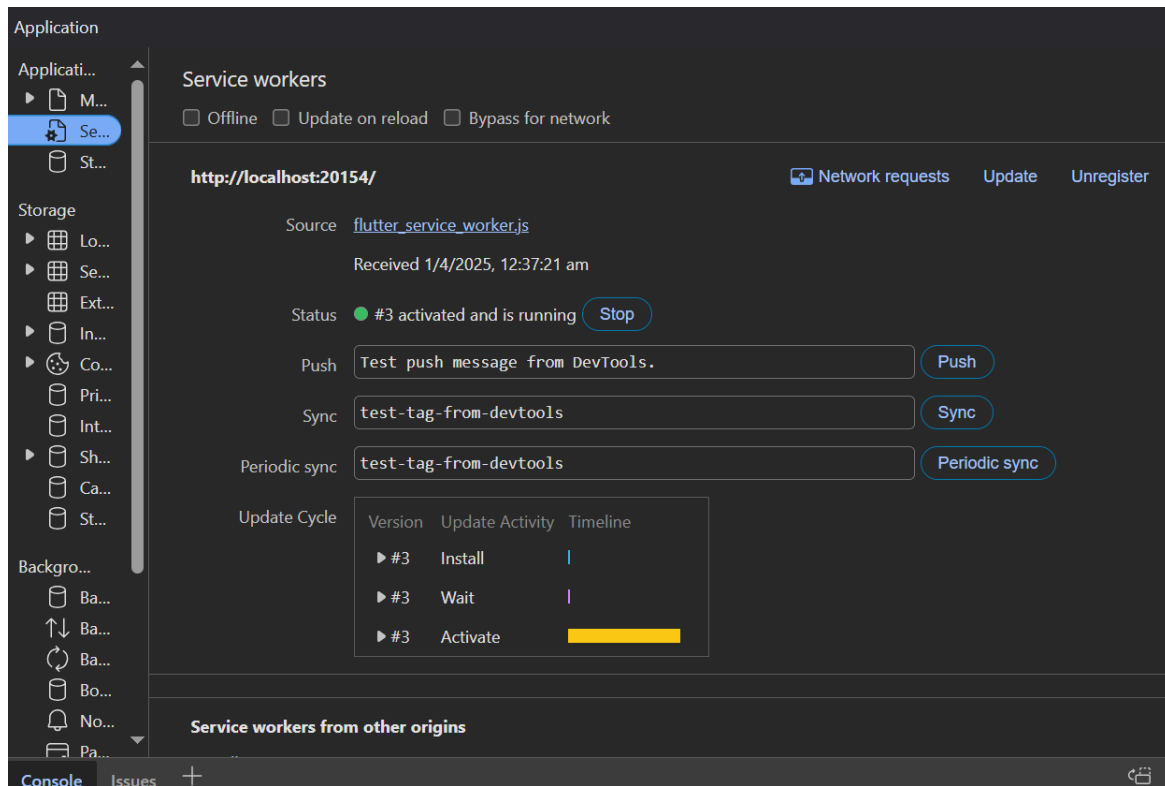 Application
Applicati...
M...
Se...
St...
Storage
Lo...
Se...
Ext...
In...
Co...
Pri...
Int...
Sh...
Ca...
St...
Backgro...
Ba...
Ba...
Ba...
Bo...
No...
Pa...
Service workers
Offline Update on reload Bypass for network
http://localhost:20154/ Network requests Update Unregister
Source flutter_service_worker.js
Received 1/4/2025, 12:37:21 am
Status #3 activated and is running Stop
Push Test push message from DevTools. Push
Sync test-tag-from-devtools Sync
Periodic sync test-tag-from-devtools Periodic sync
Update Cycle Version Update Activity Timeline
#3 Install
#3 Wait
#3 Activate
Service workers from other origins
Console Issues